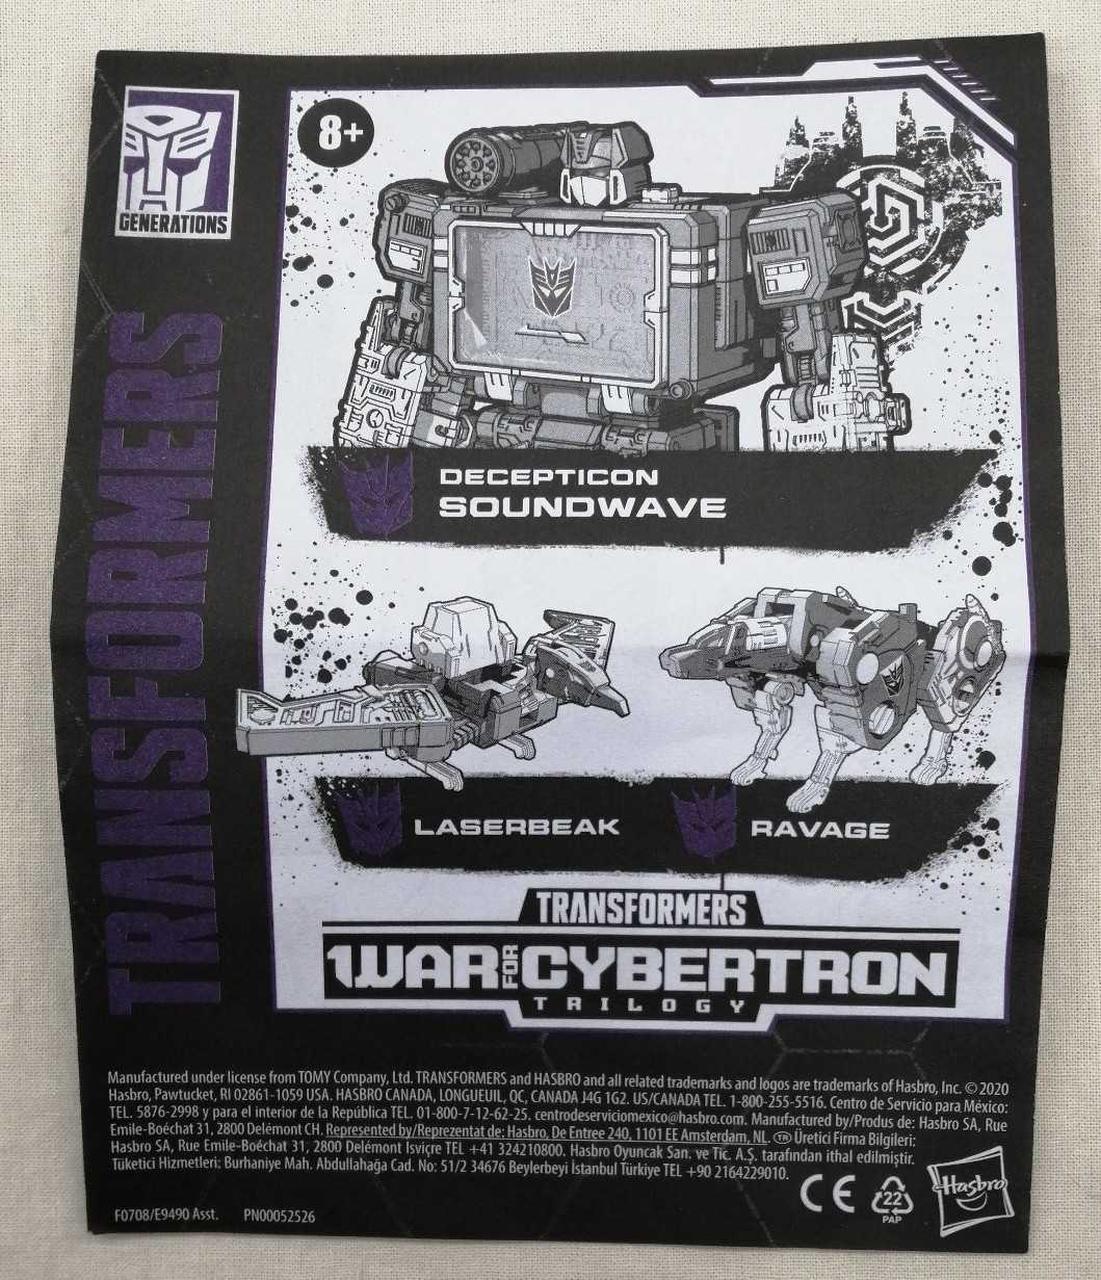 GENERATIONS
8+
TRANSFORMERS
DECEPTICON
SOUNDWAVE
LASERBEAK
RAVAGE
TRANSFORMERS
WAR FOR CYBERTRON
TRILOGY
Manufactured under license from TOMY Company, Ltd. TRANSFORMERS and HASBRO and all related trademarks and logos are trademarks of Hasbro, Inc. © 2020
Hasbro, Pawtucket, RI 02861-1059 USA. HASBRO CANADA, LONGUEUIL, QC, CANADA J4G 1G2. US/CANADA TEL. 1-800-255-5516. Centro de Servicio para México:
TEL. 5876-2998 y para el interior de la República TEL. 01-800-7-12-62-25. centrodeserviciomexico@hasbro.com. Manufactured by/Produs de: Hasbro SA, Rue
Emile-Boéchat 31, 2800 Delémont CH. Represented by/Reprezentat de: Hasbro, De Entree 240, 1101 EE Amsterdam, NL. TR Üretici Firma Bilgileri:
Hasbro SA, Rue Emile-Boéchat 31, 2800 Delémont İsviçre TEL +41 324210800. Hasbro Oyuncak San. ve Tic. A.Ş. tarafından ithal edilmiştir.
Tüketici Hizmetleri: Burhaniye Mah. Abdullahağa Cad. No: 51/2 34676 Beylerbeyi İstanbul Türkiye TEL +90 2164229010.
CE
22
PAP
Hasbro
F0708/E9490 Asst. PN00052526